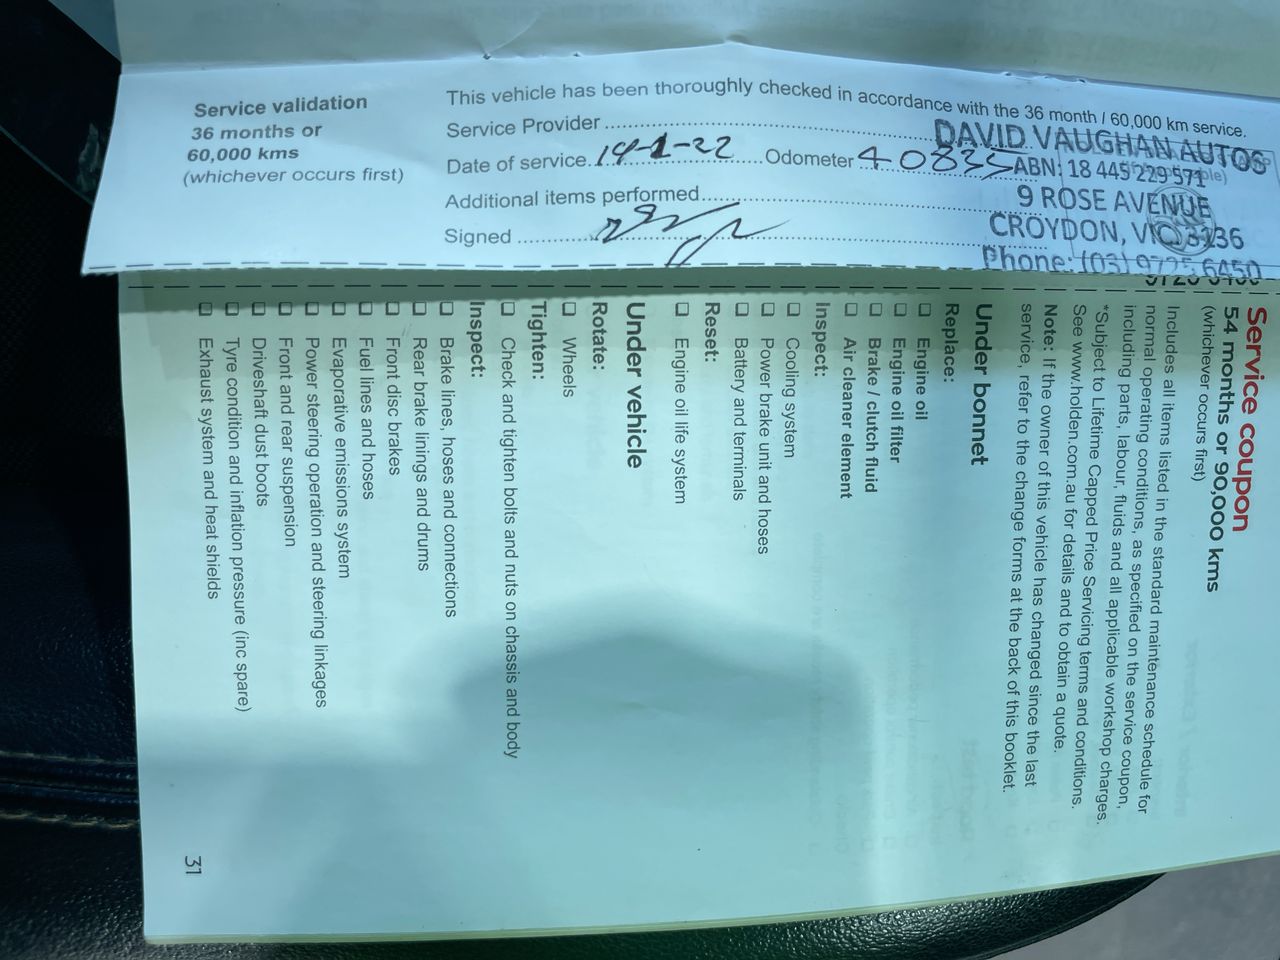 Service validation
36 months or
60,000 kms
(whichever occurs first)
This vehicle has been thoroughly checked in accordance with the 36 month / 60,000 km service.
Service Provider
Date of service 14-1-22 Odometer 40835
Additional items performed
Signed
DAVID VAUGHAN AUTOS
ABN: 18 445 229 571
9 ROSE AVENUE
CROYDON, VIC 3136
Phone: (03) 9725 6450
9725 6450
Service coupon
54 months or 90,000 kms
(whichever occurs first)
Includes all items listed in the standard maintenance schedule for
normal operating conditions, as specified on the service coupon,
including parts, labour, fluids and all applicable workshop charges.
*Subject to Lifetime Capped Price Servicing terms and conditions.
See www.holden.com.au for details and to obtain a quote.
Note: If the owner of this vehicle has changed since the last
service, refer to the change forms at the back of this booklet.
Under bonnet
Replace:
❏ Engine oil
❏ Engine oil filter
❏ Brake / clutch fluid
❏ Air cleaner element
Inspect:
❏ Cooling system
❏ Power brake unit and hoses
❏ Battery and terminals
Reset:
❏ Engine oil life system
Under vehicle
Rotate:
❏ Wheels
Tighten:
❏ Check and tighten bolts and nuts on chassis and body
Inspect:
❏ Brake lines, hoses and connections
❏ Rear brake linings and drums
❏ Front disc brakes
❏ Fuel lines and hoses
❏ Evaporative emissions system
❏ Power steering operation and steering linkages
❏ Front and rear suspension
❏ Driveshaft dust boots
❏ Tyre condition and inflation pressure (inc spare)
❏ Exhaust system and heat shields
31